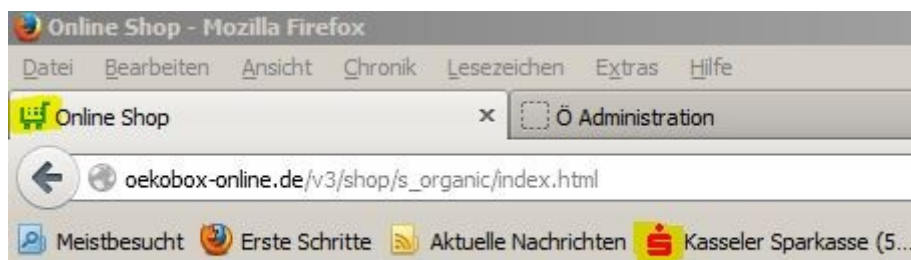 Online Shop - Mozilla Firefox
Datei Bearbeiten Ansicht Chronik Lesezeichen Extras Hilfe
Online Shop × Ö Administration
oekobox-online.de/v3/shop/s_organic/index.html
Meistbesucht Erste Schritte Aktuelle Nachrichten Kasseler Sparkasse (5...